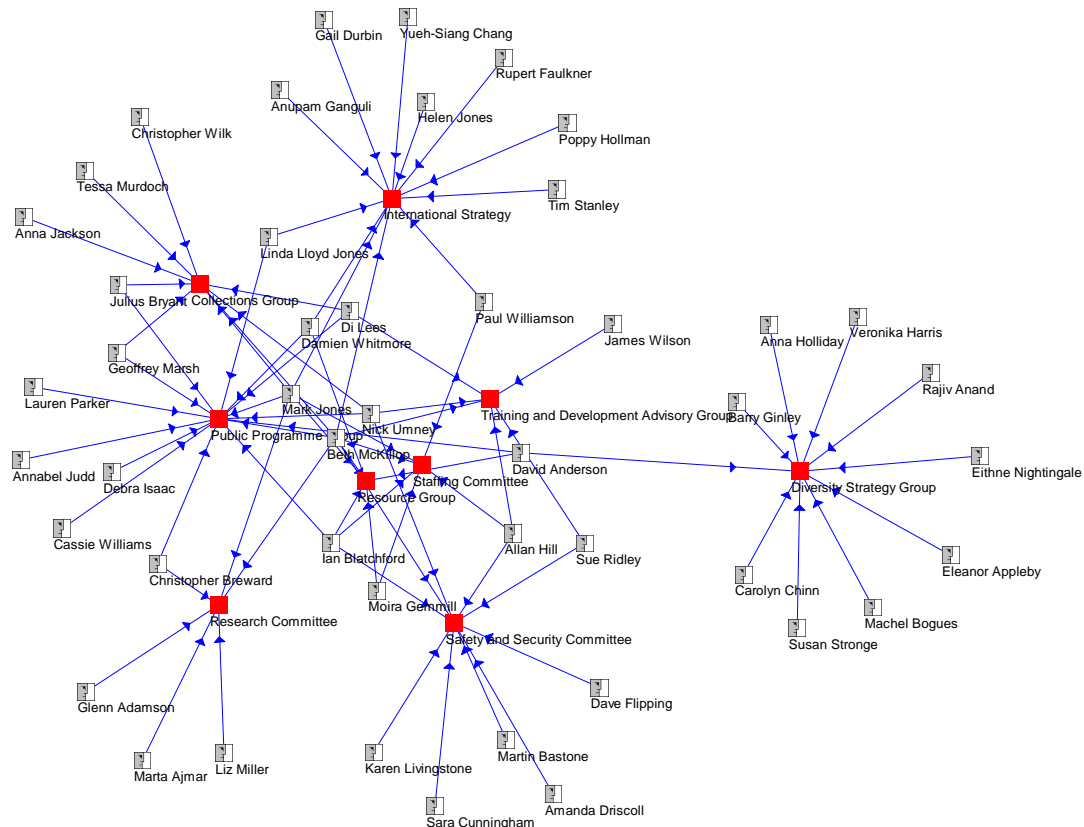 Gail Durbin
Yueh-Siang Chang
Rupert Faulkner
Anupam Ganguli
Helen Jones
Christopher Wilk
Poppy Hollman
Tessa Murdoch
Tim Stanley
International Strategy
Anna Jackson
Linda Lloyd Jones
Julius Bryant
Collections Group
Paul Williamson
Di Lees
Damien Whitmore
James Wilson
Anna Holliday
Veronika Harris
Geoffrey Marsh
Rajiv Anand
Lauren Parker
Mark Jones
Training and Development Advisory Group
Barry Ginley
Nick Umney
Public Programme Group
Beth McKillop
David Anderson
Annabel Judd
Debra Isaac
Staffing Committee
Eithne Nightingale
Resource Group
Diversity Strategy Group
Cassie Williams
Ian Blatchford
Allan Hill
Sue Ridley
Eleanor Appleby
Christopher Breward
Carolyn Chinn
Moira Gemmill
Machel Bogues
Research Committee
Safety and Security Committee
Susan Stronge
Glenn Adamson
Dave Flipping
Marta Ajmar
Liz Miller
Karen Livingstone
Martin Bastone
Sara Cunningham
Amanda Driscoll